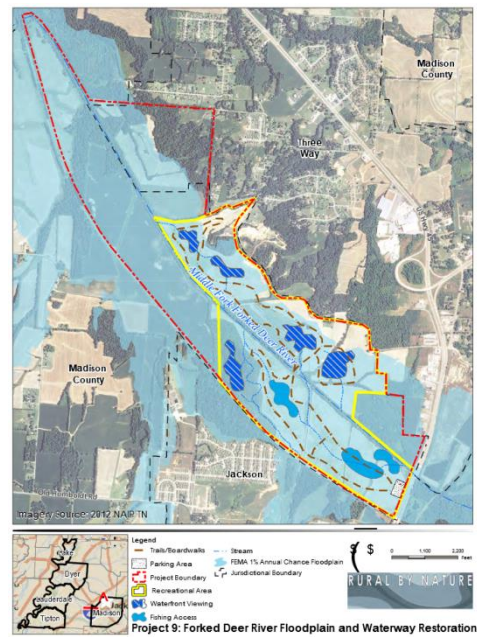 Madison
County
Three
Way
Middle Fork Forked Deer River
Madison
County
Jackson
Imagery Source: 2012 NAIP, TN
Lake
Dyer
Lauderdale
Tipton
Madison
Legend
Trails/Boardwalks
Parking Area
Project Boundary
Recreational Area
Waterfront Viewing
Fishing Access
Stream
FEMA 1% Annual Chance Floodplain
Jurisdictional Boundary
$
0 1,100 2,200
Feet
RURAL BY NATURE
Project 9: Forked Deer River Floodplain and Waterway Restoration